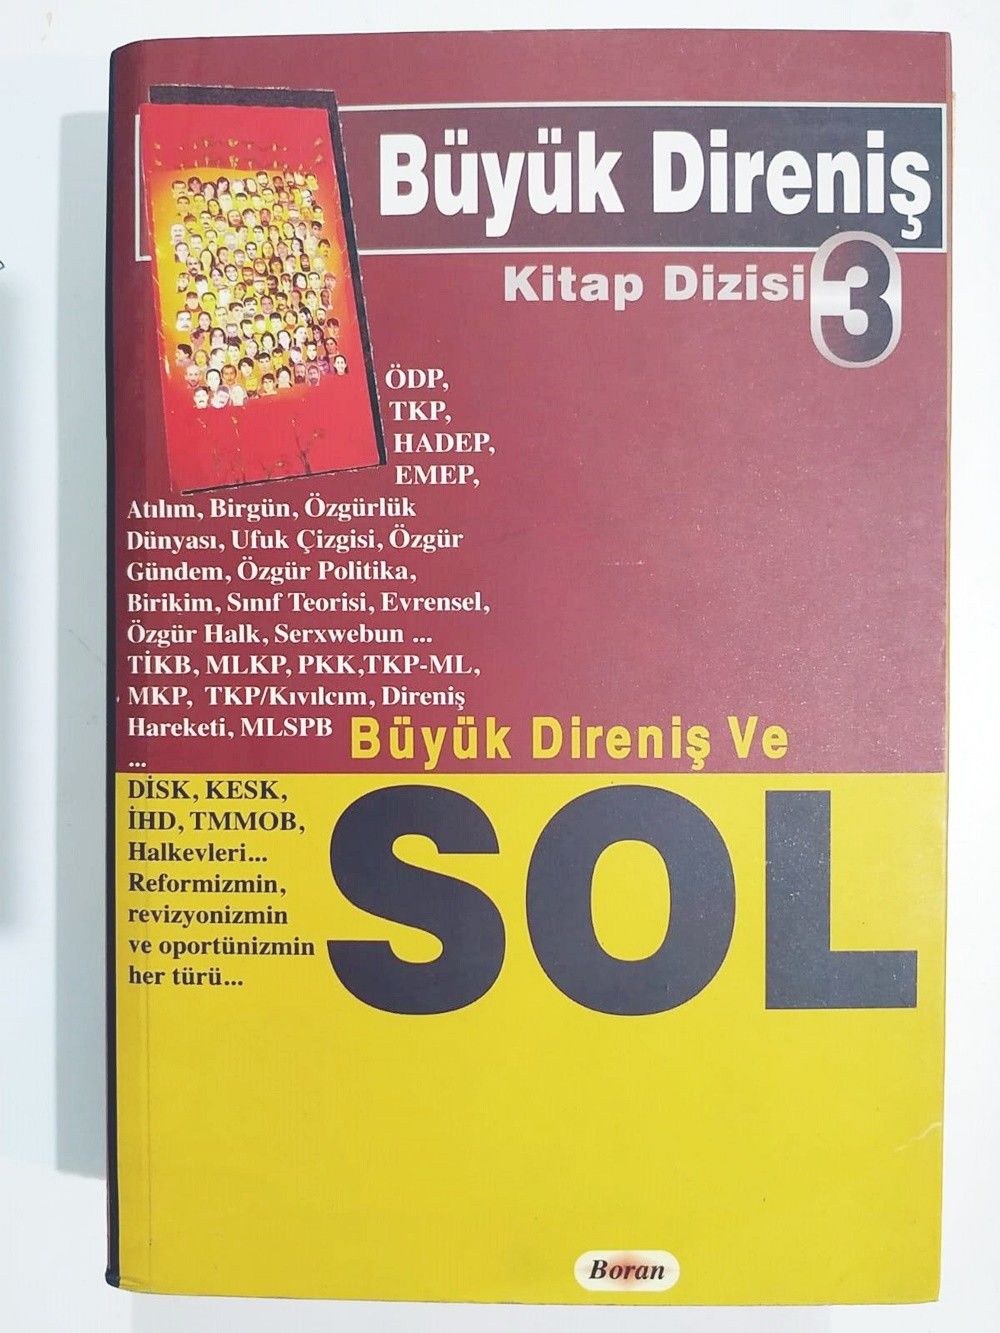 Büyük Direniş
Kitap Dizisi 3
ÖDP,
TKP,
HADEP,
EMEP,
Atılım, Birgün, Özgürlük
Dünyası, Ufuk Çizgisi, Özgür
Gündem, Özgür Politika,
Birikim, Sınıf Teorisi, Evrensel,
Özgür Halk, Serxwebun ...
TİKB, MLKP, PKK,TKP-ML,
MKP, TKP/Kıvılcım, Direniş
Hareketi, MLSPB
...
Büyük Direniş Ve
SOL
DİSK, KESK,
İHD, TMMOB,
Halkevleri...
Reformizmin,
revizyonizmin
ve oportünizmin
her türü...
Boran